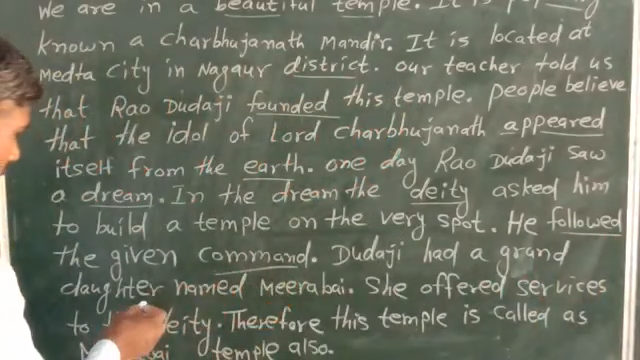 We are in a beautiful temple. It is
known a Charbhujanath Mandir. It is located at
Medta City in Nagaur district. our teacher told us
that Rao Dudaji founded this temple. people believe
that the idol of Lord Charbhujanath appeared
itself from the earth. one day Rao Dudaji saw
a dream. In the dream the deity asked him
to build a temple on the very spot. He followed
the given command. Dudaji had a grand
daughter named Meerabai. She offered services
to deity. Therefore this temple is called as
temple also.